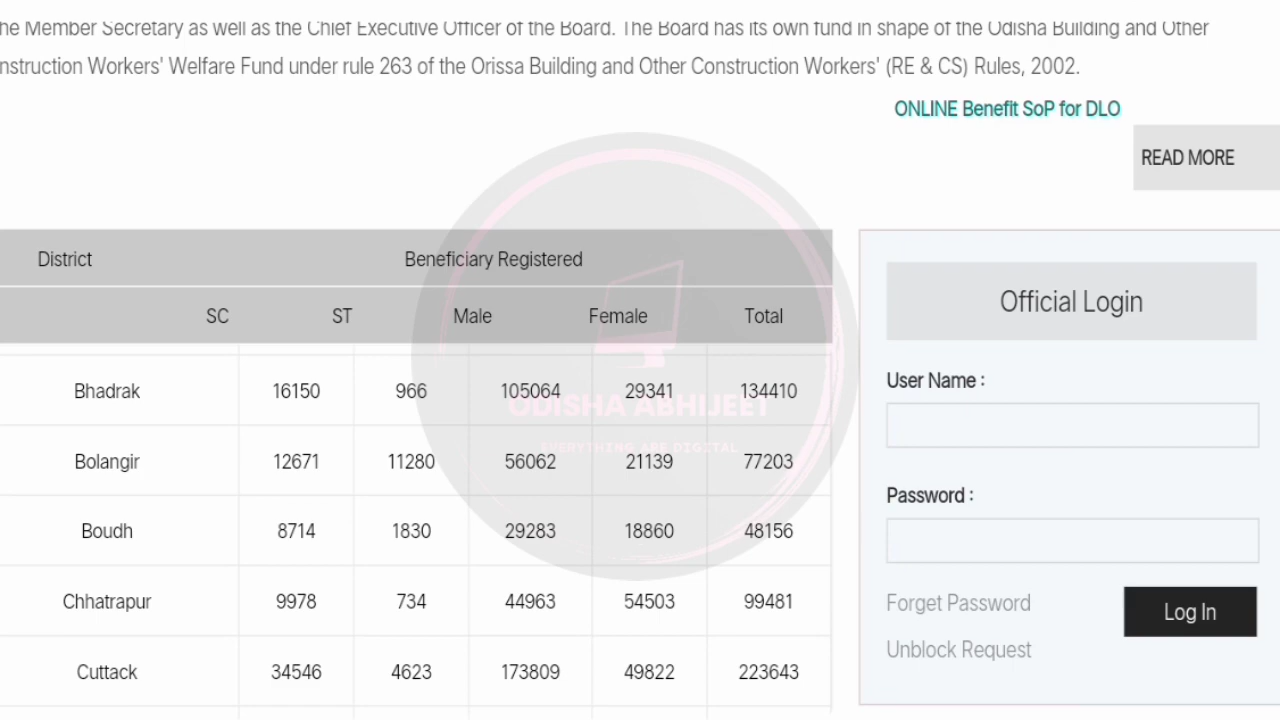 he Member Secretary as well as the Chief Executive Officer of the Board. The Board has its own fund in shape of the Odisha Building and Other
nstruction Workers' Welfare Fund under rule 263 of the Orissa Building and Other Construction Workers' (RE & CS) Rules, 2002.
ONLINE Benefit SoP for DLO
READ MORE
District Beneficiary Registered
SC ST Male Female Total
Bhadrak 16150 966 105064 29341 134410
Bolangir 12671 11280 56062 21139 77203
Boudh 8714 1830 29283 18860 48156
Chhatrapur 9978 734 44963 54503 99481
Cuttack 34546 4623 173809 49822 223643
ODISHA ABHIJEET
EVERYTHING ARE DIGITAL
Official Login
User Name :
Password :
Forget Password
Log In
Unblock Request